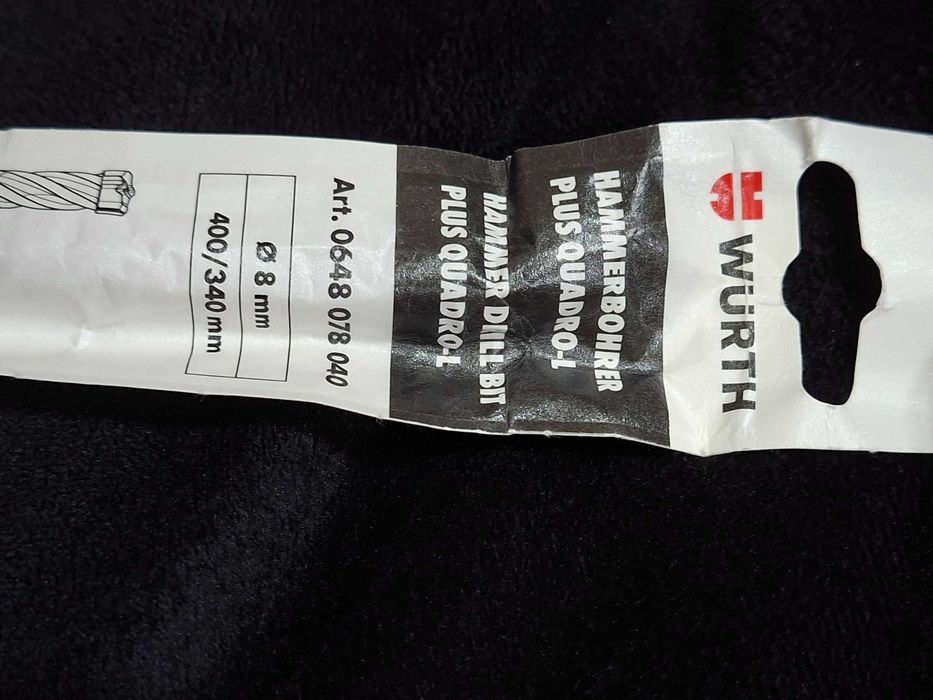 WÜRTH
HAMMERBOHRER
PLUS QUADRO-L
HAMMER DRILL BIT
PLUS QUADRO-L
Art. 0648 078 040
Ø 8 mm
400/340 mm